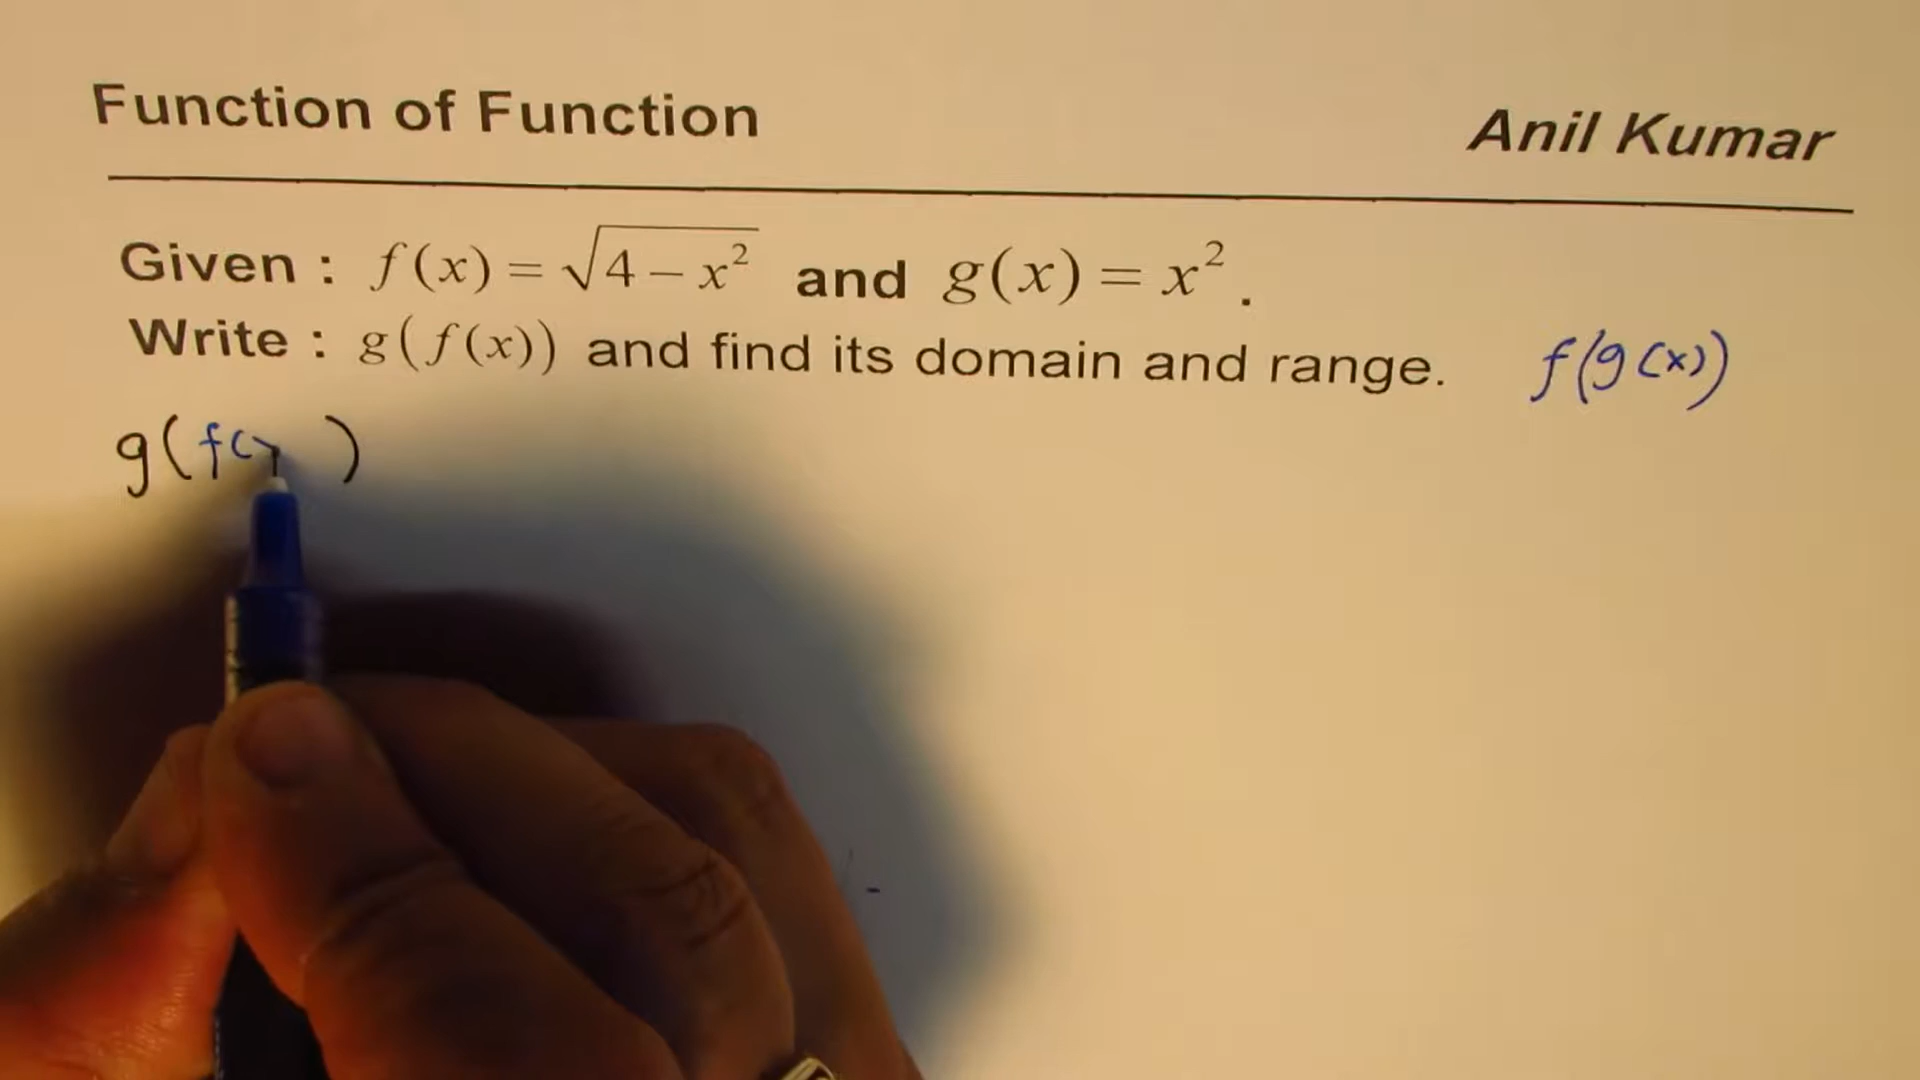 Function of Function
Anil Kumar
Given : f(x) = √4 − x² and g(x) = x².
Write : g(f(x)) and find its domain and range.
f(g(x))
g(f( )